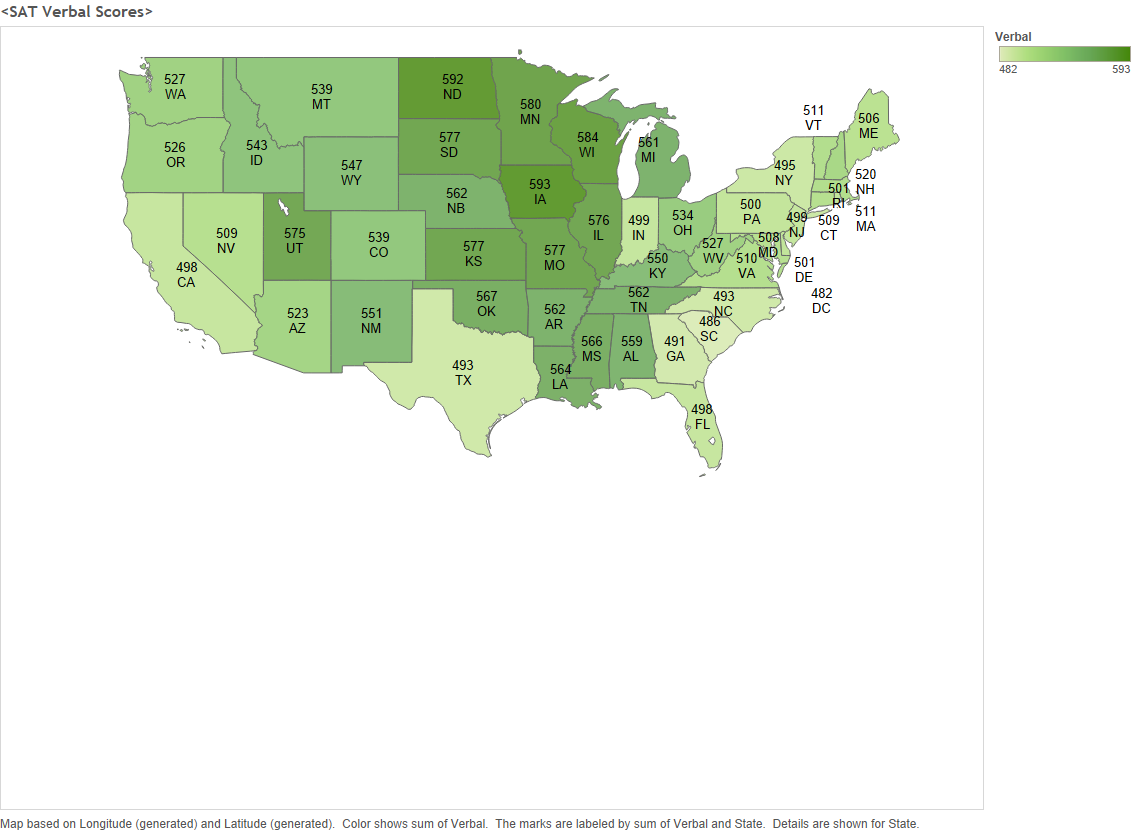 <SAT Verbal Scores>
Verbal
482 593
527
WA
539
MT
592
ND
580
MN
511
VT
506
ME
526
OR
543
ID
577
SD
584
WI
561
MI
495
NY
520
NH
547
WY
562
NB
593
IA
501
RI
511
MA
509
NV
575
UT
539
CO
577
KS
577
MO
576
IL
499
IN
534
OH
500
PA
499
NJ
509
CT
498
CA
527
WV
508
MD
510
VA
501
DE
550
KY
482
DC
523
AZ
551
NM
567
OK
562
AR
562
TN
493
NC
486
SC
493
TX
564
LA
566
MS
559
AL
491
GA
498
FL
Map based on Longitude (generated) and Latitude (generated).  Color shows sum of Verbal.  The marks are labeled by sum of Verbal and State.  Details are shown for State.